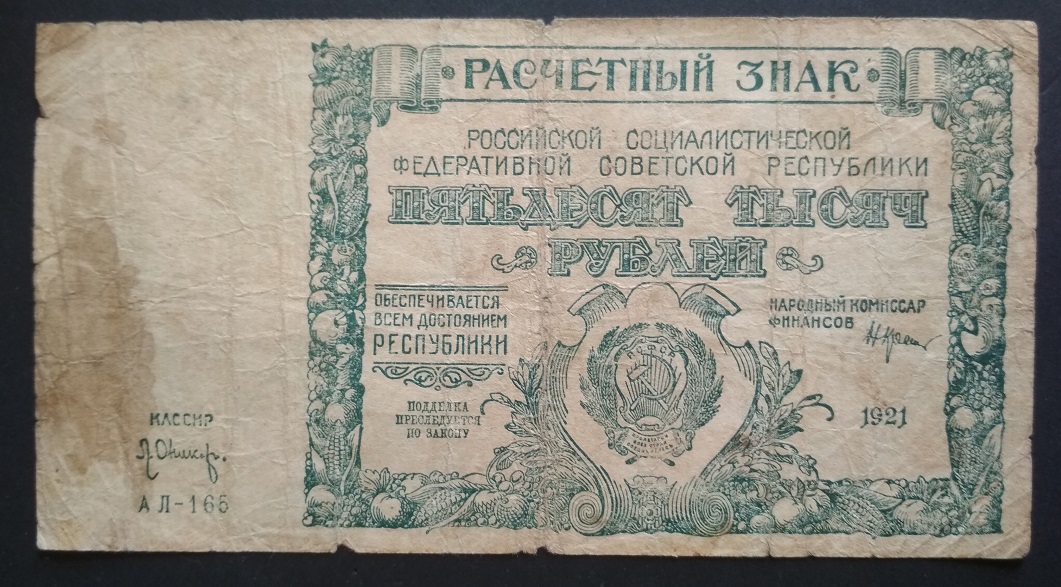 РАСЧЕТНЫЙ ЗНАК
РОССИЙСКОЙ СОЦИАЛИСТИЧЕСКОЙ
ФЕДЕРАТИВНОЙ СОВЕТСКОЙ РЕСПУБЛИКИ
ПЯТЬДЕСЯТ ТЫСЯЧ
РУБЛЕЙ
ОБЕСПЕЧИВАЕТСЯ
ВСЕМ ДОСТОЯНИЕМ
РЕСПУБЛИКИ
ПОДДЕЛКА
ПРЕСЛЕДУЕТСЯ
ПО ЗАКОНУ
НАРОДНЫЙ КОМИССАР
ФИНАНСОВ
1921
КАССИР
АЛ-165